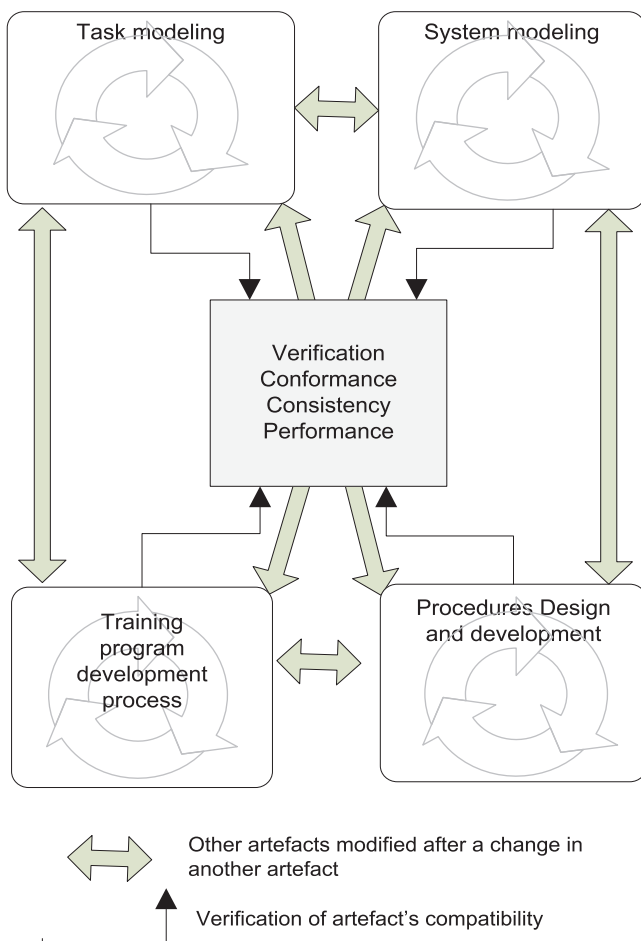 Task modeling
System modeling
Verification
Conformance
Consistency
Performance
Training
program
development
process
Procedures Design
and development
Other artefacts modified after a change in
another artefact
Verification of artefact's compatibility